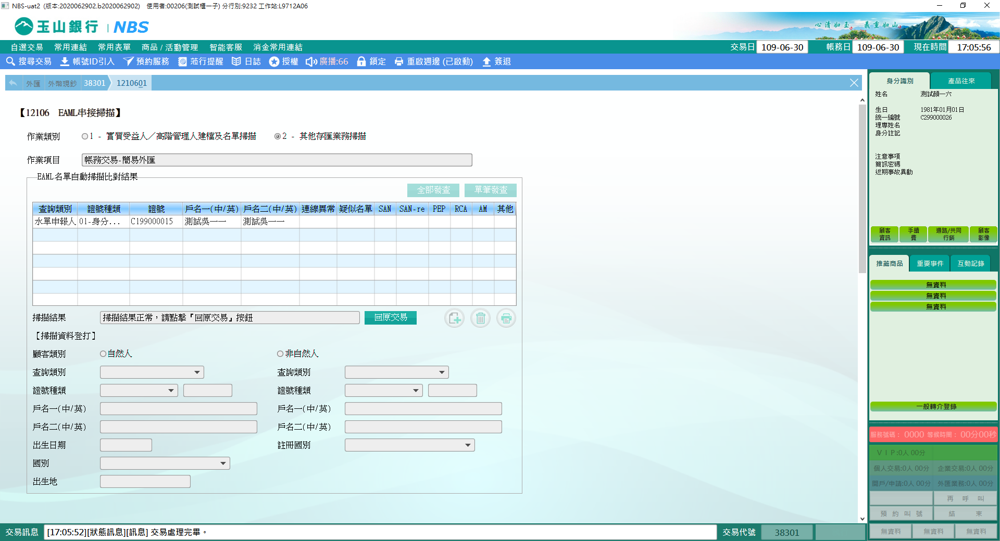 NBS-uat2 (版本:2020062902.b2020062902) 使用者:00206(測試櫃一子) 分行別:9232 工作站:L9712A06
玉山銀行 | NBS
心清如玉。義重如山。
自選交易 常用連結 常用表單 商品 / 活動管理 智能客服 消金常用連結 交易日 109-06-30 帳務日 109-06-30 現在時間 17:05:56
搜尋交易 帳號ID引入 預約服務 蒞行提醒 日誌 授權 廣播:66 鎖定 重啟週邊 (已啟動) 簽退
外匯 外幣現鈔 38301 1210601
【12106 EAML串接掃描】
作業類別 1 - 實質受益人／高階管理人建檔及名單掃描 2 - 其他存匯業務掃描
作業項目 帳務交易-簡易外匯
EAML名單自動掃描比對結果
全部發查 單筆發查
查詢類別 證號種類 證號 戶名一(中/英) 戶名二(中/英) 連線異常 疑似名單 SAN SAN-re PEP RCA AM 其他
水單申報人 01-身分... C199000015 測試吳一一 測試吳一一
掃描結果 掃描結果正常，請點擊『回原交易』按鈕 回原交易
【掃描資料登打】
顧客類別 自然人 非自然人
查詢類別 查詢類別
證號種類 證號種類
戶名一(中/英) 戶名一(中/英)
戶名二(中/英) 戶名二(中/英)
出生日期 註冊國別
國別
出生地
身分識別 產品往來
姓名 測試顏一六
生日 1981年01月01日
統一編號 C299000026
理專姓名
身分註記
注意事項
簡訊密碼
近期事故異動
顧客資訊 手續費 通路/共同行銷 顧客影像
推薦商品 重要事件 互動記錄
無資料
無資料
無資料
一般轉介登錄
服務號碼： 0000 等候時間： 00分00秒
ＶＩＰ:0人 00分
個人交易:0人 00分 企業交易:0人 00分
開戶/申請:0人 00分 外匯業務:0人 00分
再 呼 叫
預 約 叫 號 結 束
無資料 無資料 無資料
交易訊息 [17:05:52][狀態訊息][訊息] 交易處理完畢。 交易代號 38301